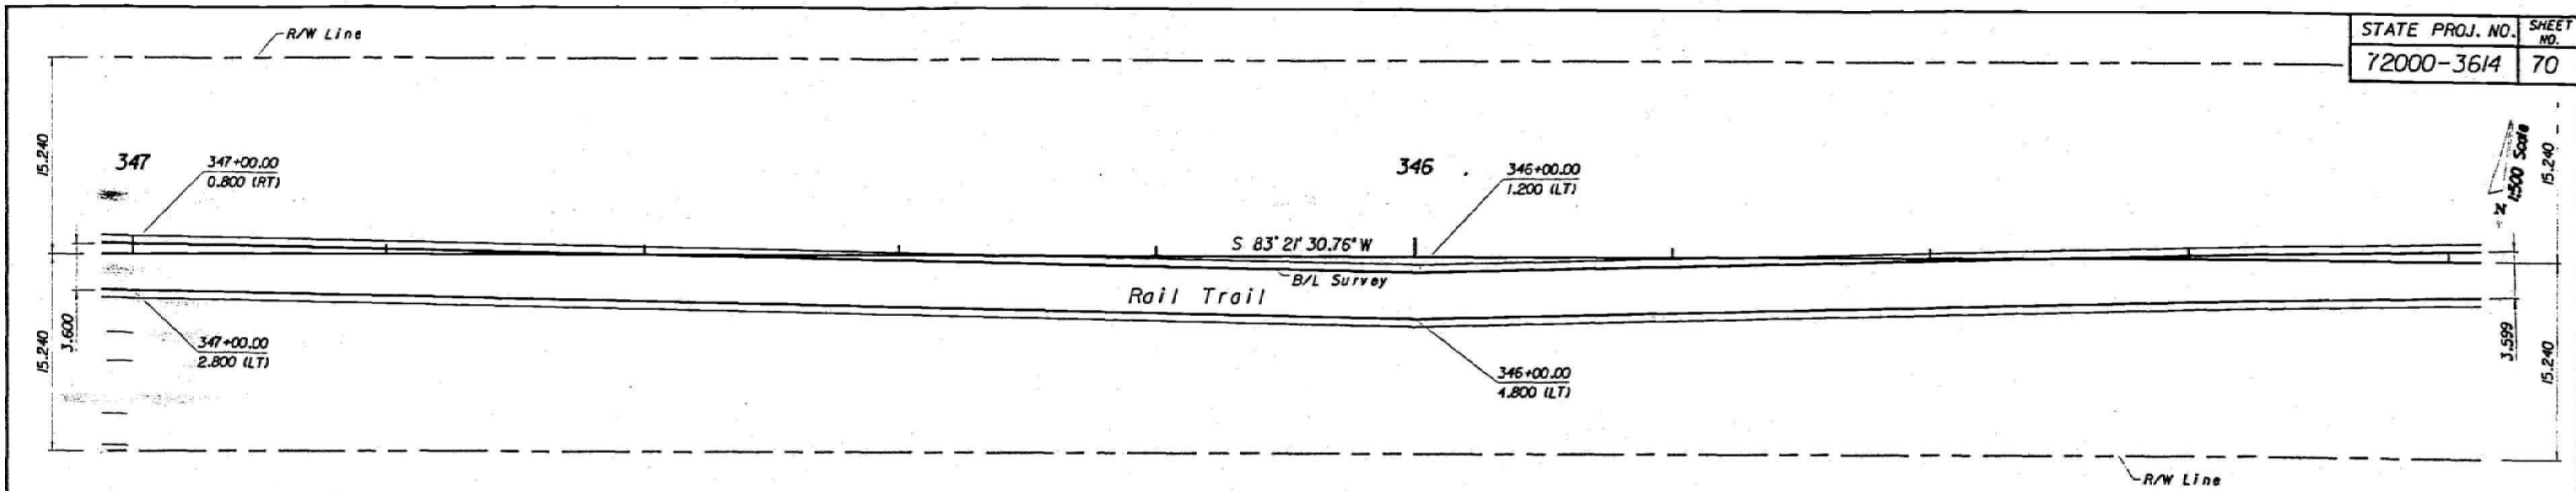 R/W Line
STATE PROJ. NO.
SHEET NO.
72000-3614
70
15.240
347
347+00.00
0.800 (RT)
346
346+00.00
1.200 (LT)
N
1:500 Scale
15.240
S 83°21'30.76" W
B/L Survey
Rail Trail
3.600
15.240
347+00.00
2.800 (LT)
346+00.00
4.800 (LT)
3.599
15.240
R/W Line